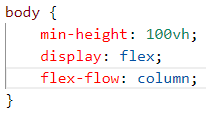 body {
    min-height: 100vh;
    display: flex;
    flex-flow: column;
}